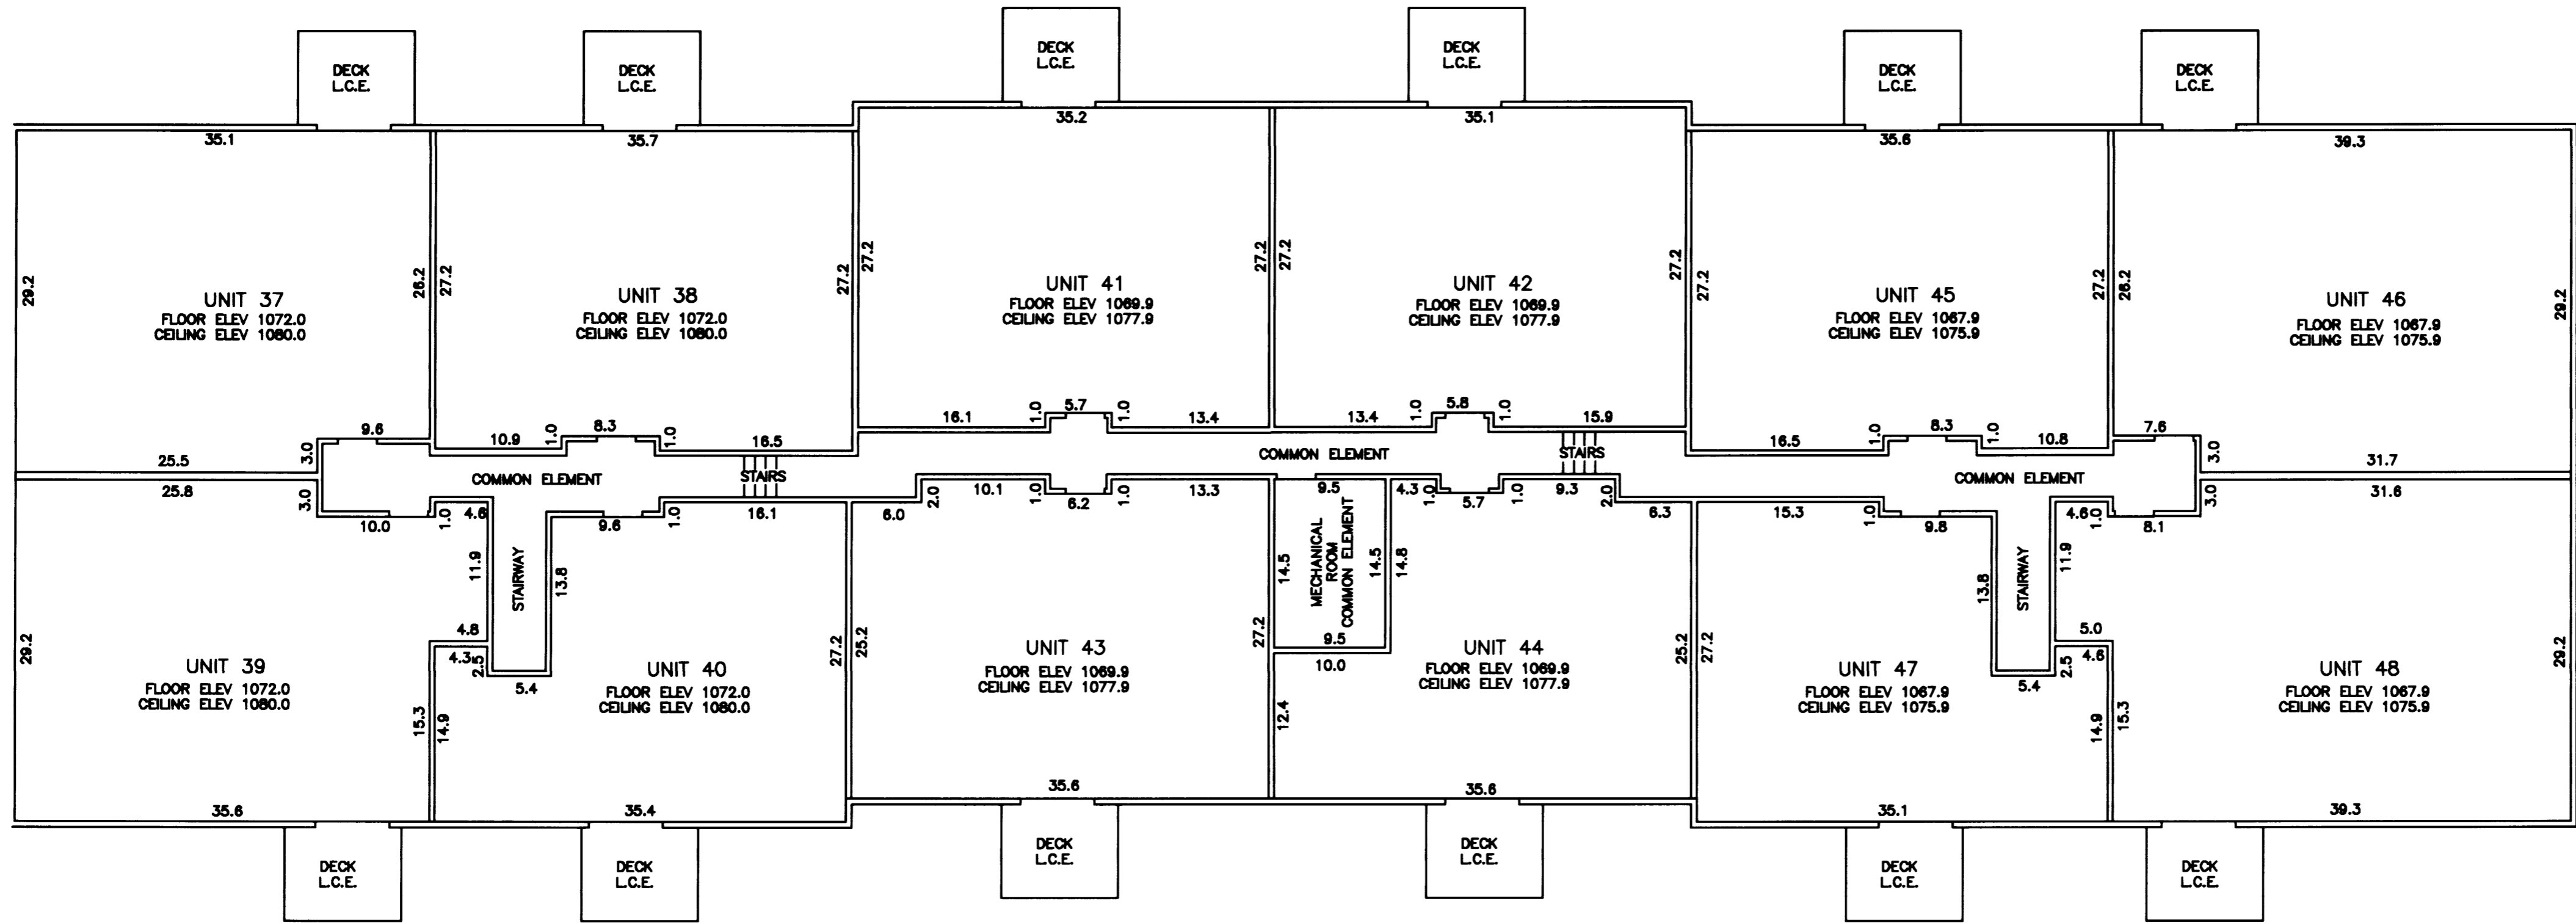 DECK
L.C.E.
DECK
L.C.E.
DECK
L.C.E.
DECK
L.C.E.
DECK
L.C.E.
DECK
L.C.E.
35.1
29.2
26.2
UNIT 37
FLOOR ELEV 1072.0
CEILING ELEV 1080.0
9.6
3.0
25.5
35.7
27.2
27.2
UNIT 38
FLOOR ELEV 1072.0
CEILING ELEV 1080.0
10.9
1.0
8.3
1.0
16.5
35.2
27.2
27.2
UNIT 41
FLOOR ELEV 1069.9
CEILING ELEV 1077.9
16.1
1.0
5.7
1.0
13.4
35.1
27.2
27.2
UNIT 42
FLOOR ELEV 1069.9
CEILING ELEV 1077.9
13.4
1.0
5.8
1.0
15.9
35.6
27.2
27.2
UNIT 45
FLOOR ELEV 1067.9
CEILING ELEV 1075.9
16.5
1.0
8.3
1.0
10.8
39.3
26.2
29.2
UNIT 46
FLOOR ELEV 1067.9
CEILING ELEV 1075.9
7.6
3.0
31.7
COMMON ELEMENT
STAIRS
COMMON ELEMENT
STAIRS
COMMON ELEMENT
25.8
3.0
10.0
1.0
4.6
11.9
4.8
29.2
UNIT 39
FLOOR ELEV 1072.0
CEILING ELEV 1080.0
15.3
35.6
STAIRWAY
9.6
1.0
16.1
13.8
4.3
2.5
5.4
14.9
27.2
UNIT 40
FLOOR ELEV 1072.0
CEILING ELEV 1080.0
35.4
6.0
2.0
10.1
1.0
6.2
1.0
13.3
25.2
27.2
UNIT 43
FLOOR ELEV 1069.9
CEILING ELEV 1077.9
35.6
9.5
14.5
MECHANICAL
ROOM
COMMON ELEMENT
14.5
9.5
4.3
1.0
5.7
1.0
9.3
2.0
6.3
14.8
10.0
12.4
25.2
UNIT 44
FLOOR ELEV 1069.9
CEILING ELEV 1077.9
35.6
15.3
1.0
9.8
13.8
27.2
UNIT 47
FLOOR ELEV 1067.9
CEILING ELEV 1075.9
5.4
2.5
4.6
14.9
35.1
STAIRWAY
4.6
1.0
8.1
3.0
31.6
11.9
5.0
15.3
29.2
UNIT 48
FLOOR ELEV 1067.9
CEILING ELEV 1075.9
39.3
DECK
L.C.E.
DECK
L.C.E.
DECK
L.C.E.
DECK
L.C.E.
DECK
L.C.E.
DECK
L.C.E.